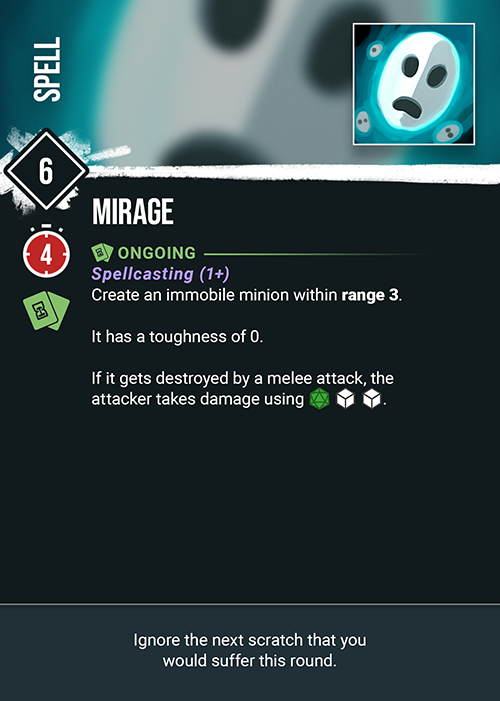 SPELL
6
MIRAGE
4
ONGOING
Spellcasting (1+)
Create an immobile minion within range 3.
It has a toughness of 0.
If it gets destroyed by a melee attack, the
attacker takes damage using .
Ignore the next scratch that you
would suffer this round.